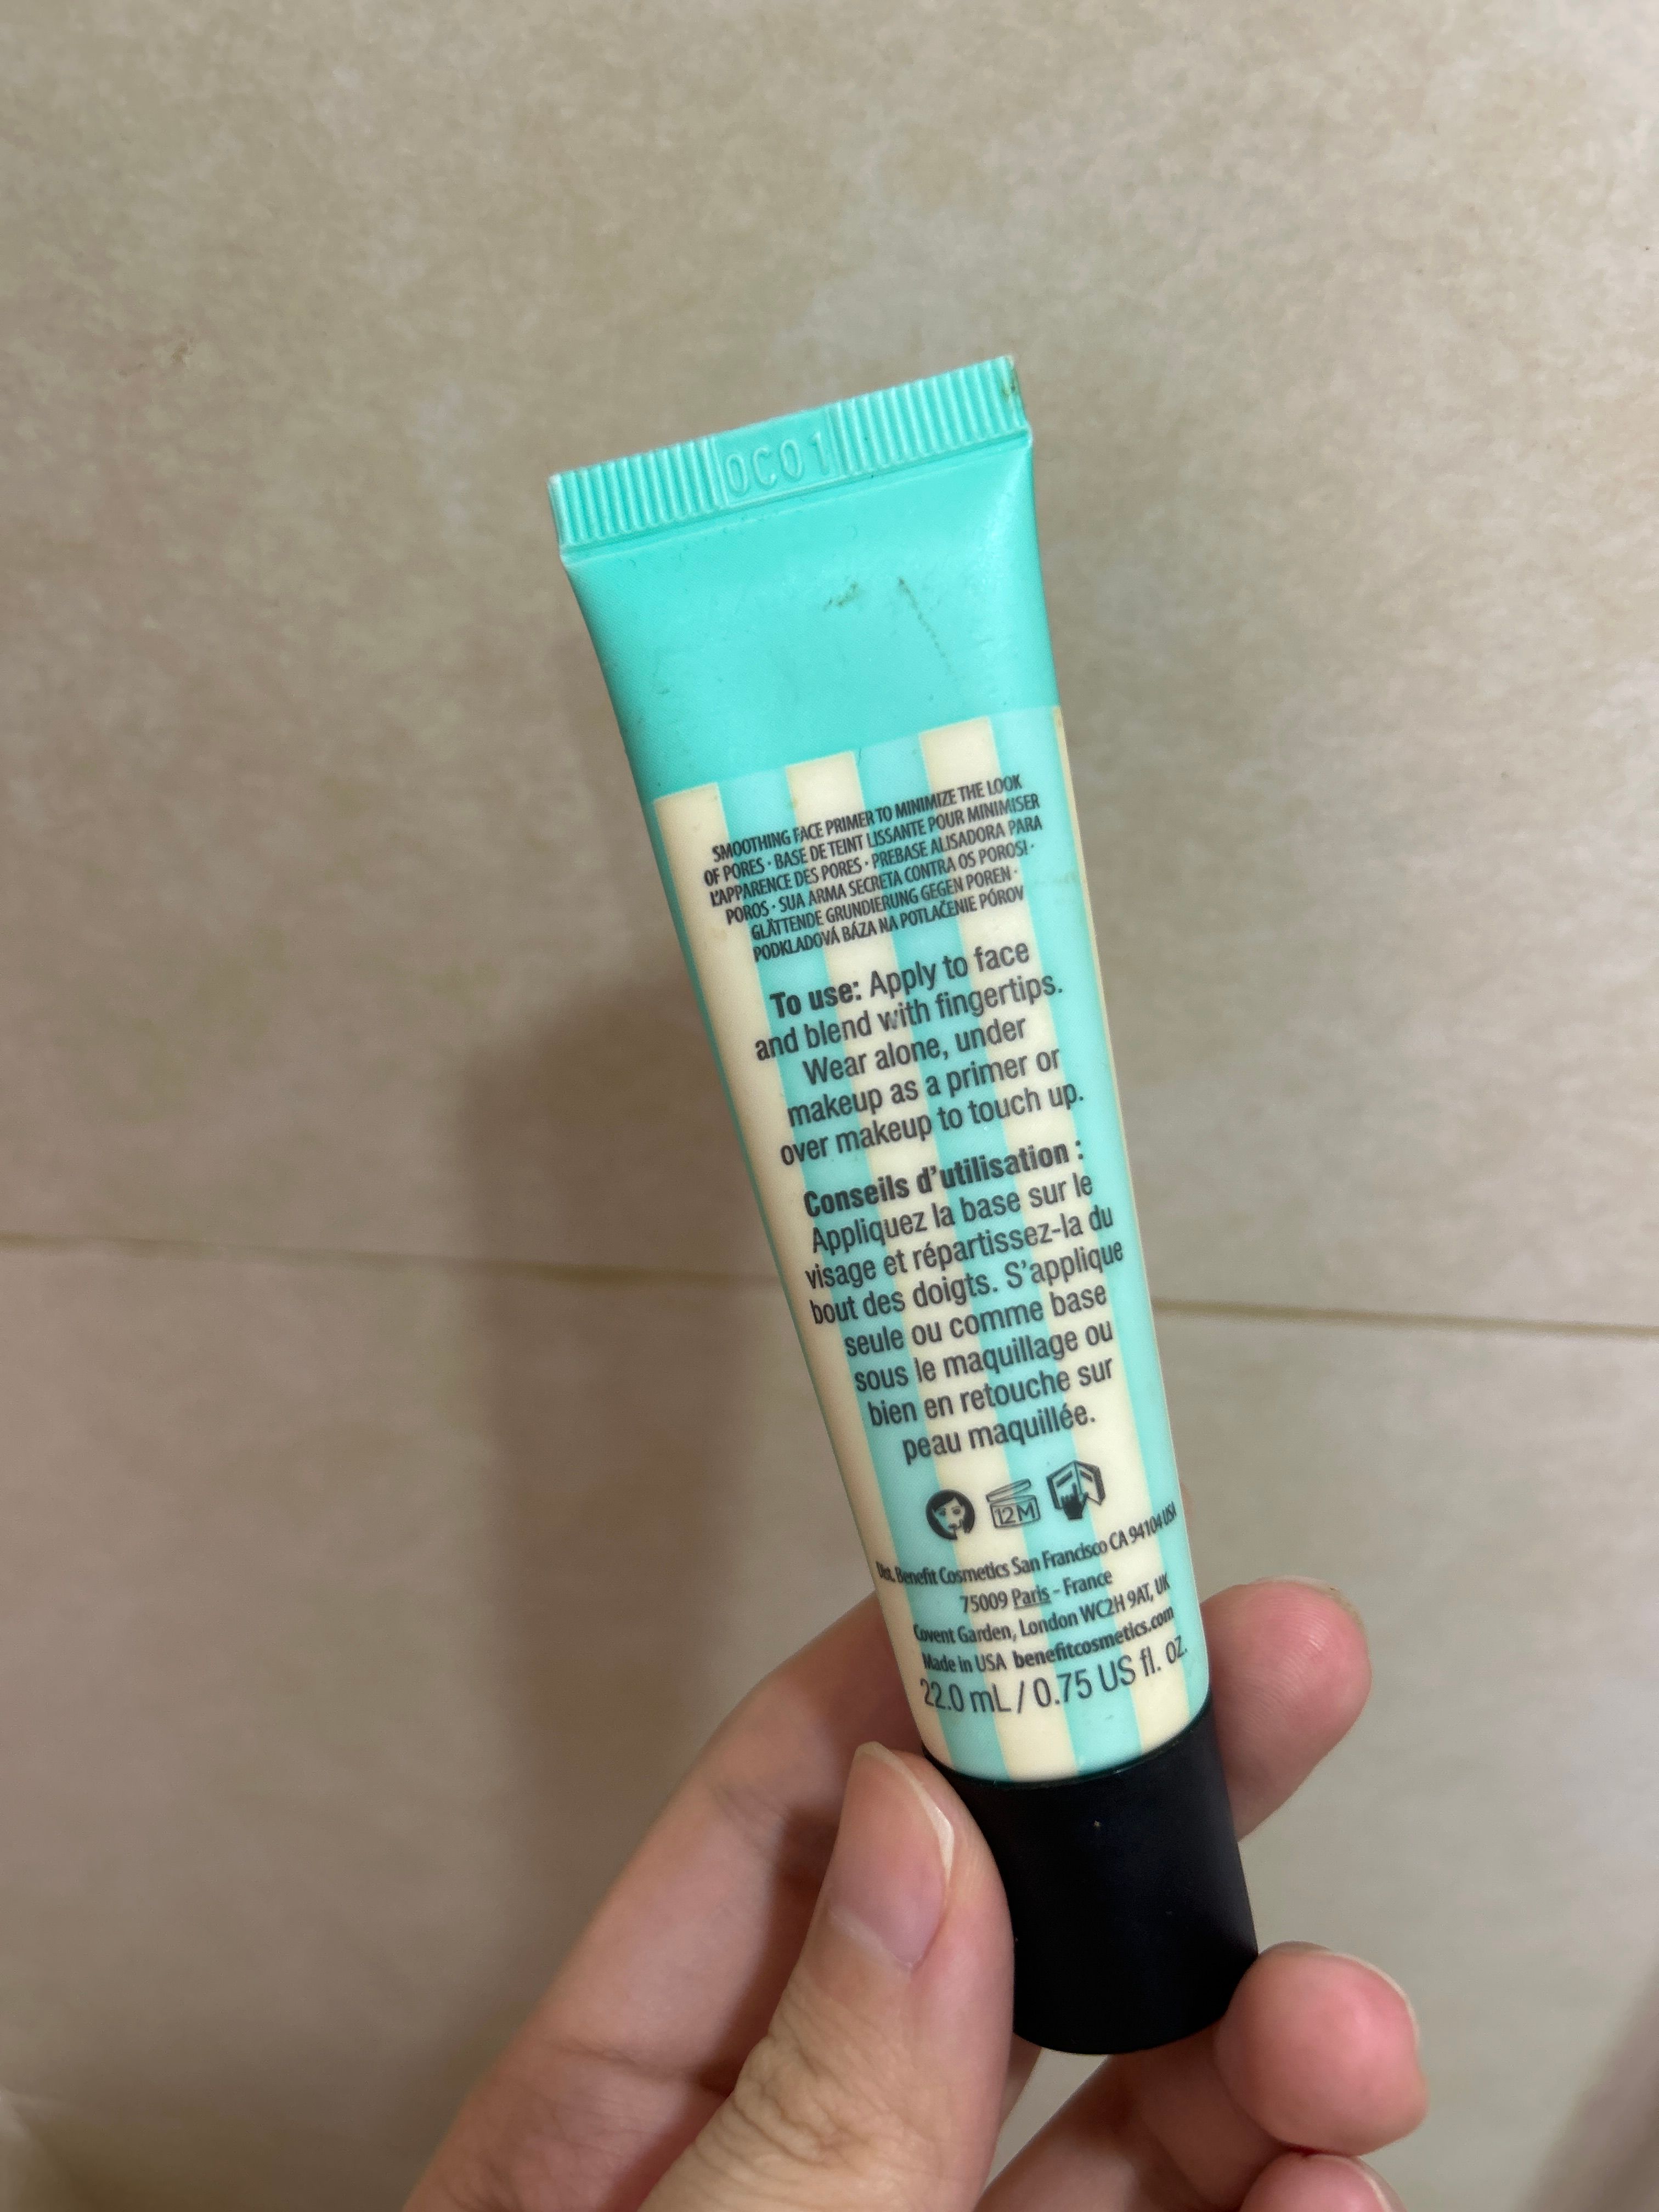 0C01
SMOOTHING FACE PRIMER TO MINIMIZE THE LOOK
OF PORES · BASE DE TEINT LISSANTE POUR MINIMISER
L'APPARENCE DES PORES · PREBASE ALISADORA PARA
POROS · SUA ARMA SECRETA CONTRA OS POROS! ·
GLÄTTENDE GRUNDIERUNG GEGEN POREN ·
PODKLADOVÁ BÁZA NA POTLAČENIE PÓROV
To use: Apply to face
and blend with fingertips.
Wear alone, under
makeup as a primer or
over makeup to touch up.
Conseils d'utilisation :
Appliquez la base sur le
visage et répartissez-la du
bout des doigts. S'applique
seule ou comme base
sous le maquillage ou
bien en retouche sur
peau maquillée.
12M
Dist. Benefit Cosmetics San Francisco CA 94104 USA
75009 Paris - France
Covent Garden, London WC2H 9AT, UK
Made in USA benefitcosmetics.com
22.0 mL / 0.75 US fl. oz.